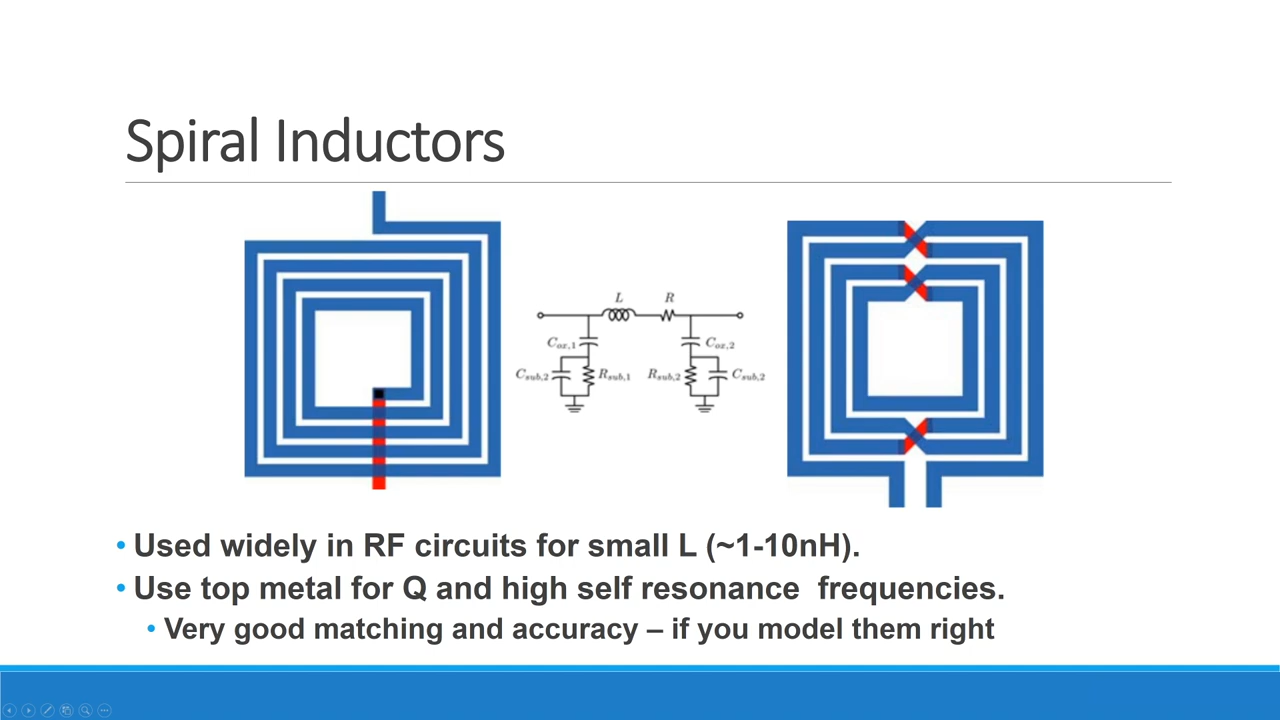 Spiral Inductors
L R
Cox,1 Cox,2
Csub,2 Rsub,1 Rsub,2 Csub,2
• Used widely in RF circuits for small L (~1-10nH).
• Use top metal for Q and high self resonance  frequencies.
• Very good matching and accuracy – if you model them right